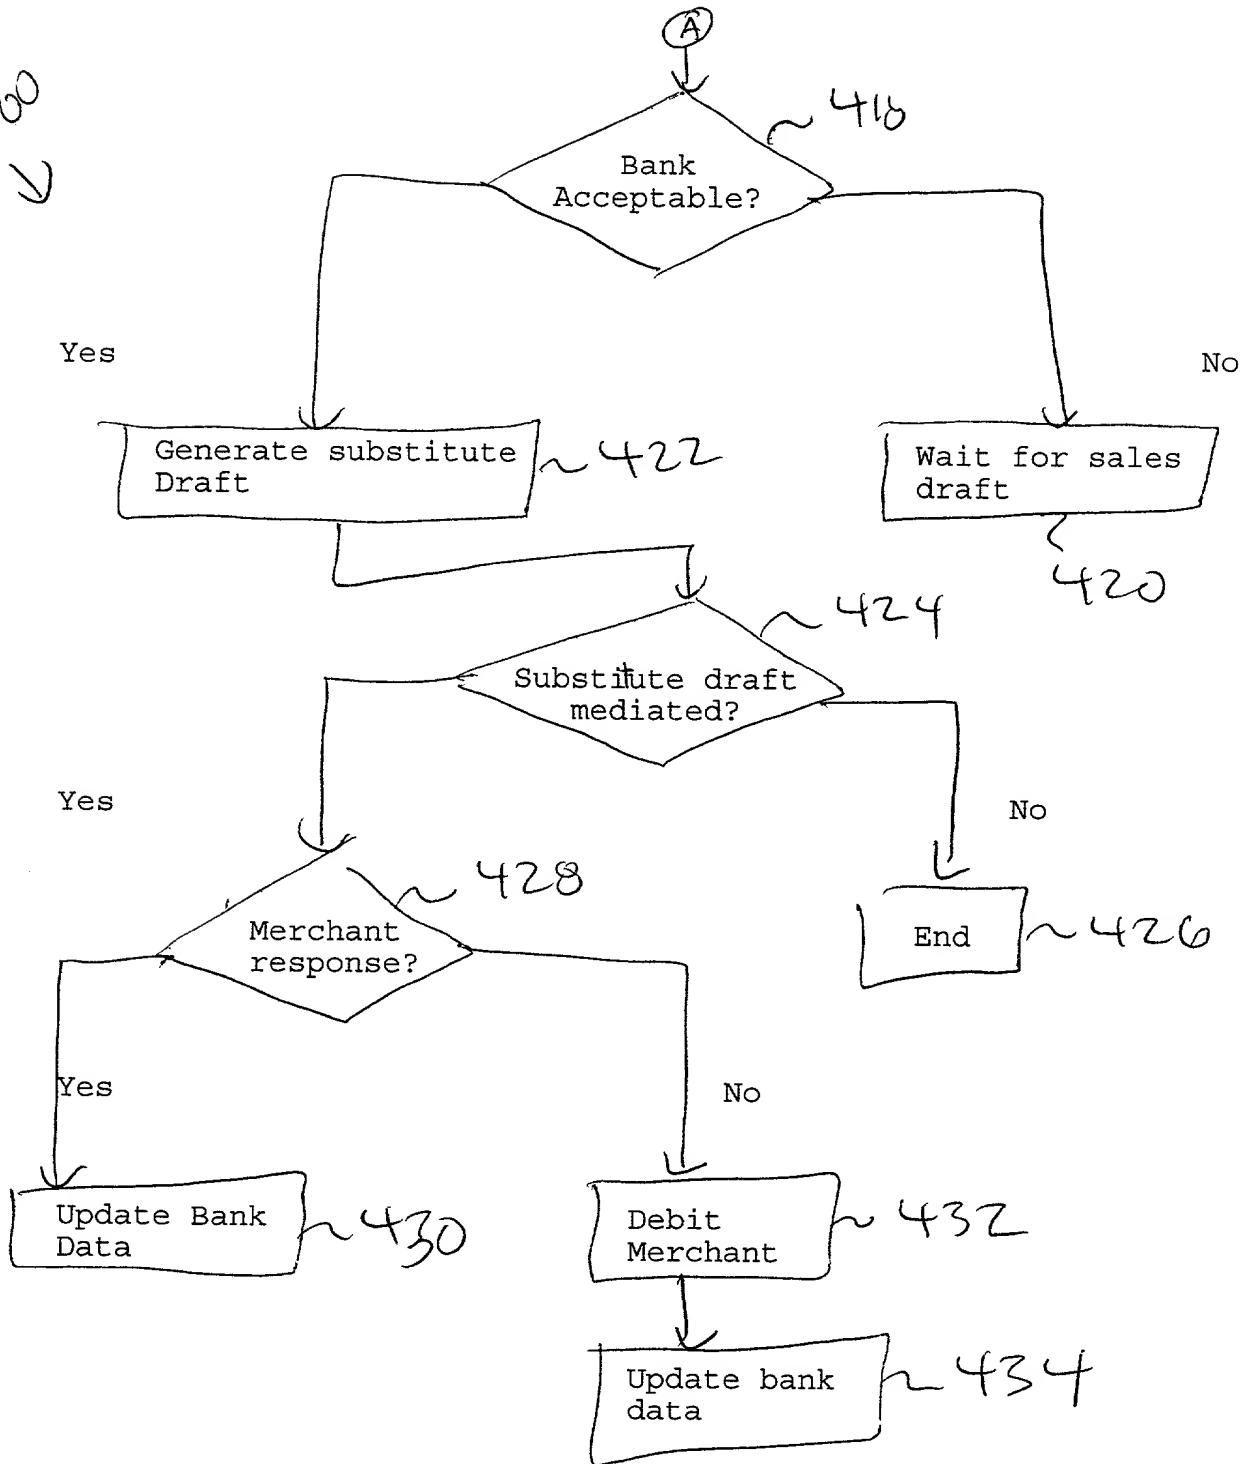 A
00
Bank
Acceptable?
Yes
No
Generate substitute
Draft
422
Wait for sales
draft
420
424
Substitute draft
mediated?
Yes
No
428
Merchant
response?
End
426
Yes
No
Update Bank
Data
430
Debit
Merchant
432
Update bank
data
434